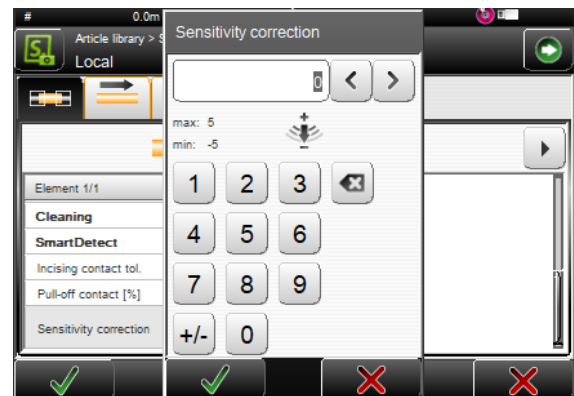 # 0.0m
Article library > S
Local
Sensitivity correction
0
max: 5
min: -5
1 2 3
4 5 6
7 8 9
+/- 0
Element 1/1
Cleaning
SmartDetect
Incising contact tol.
Pull-off contact [%]
Sensitivity correction